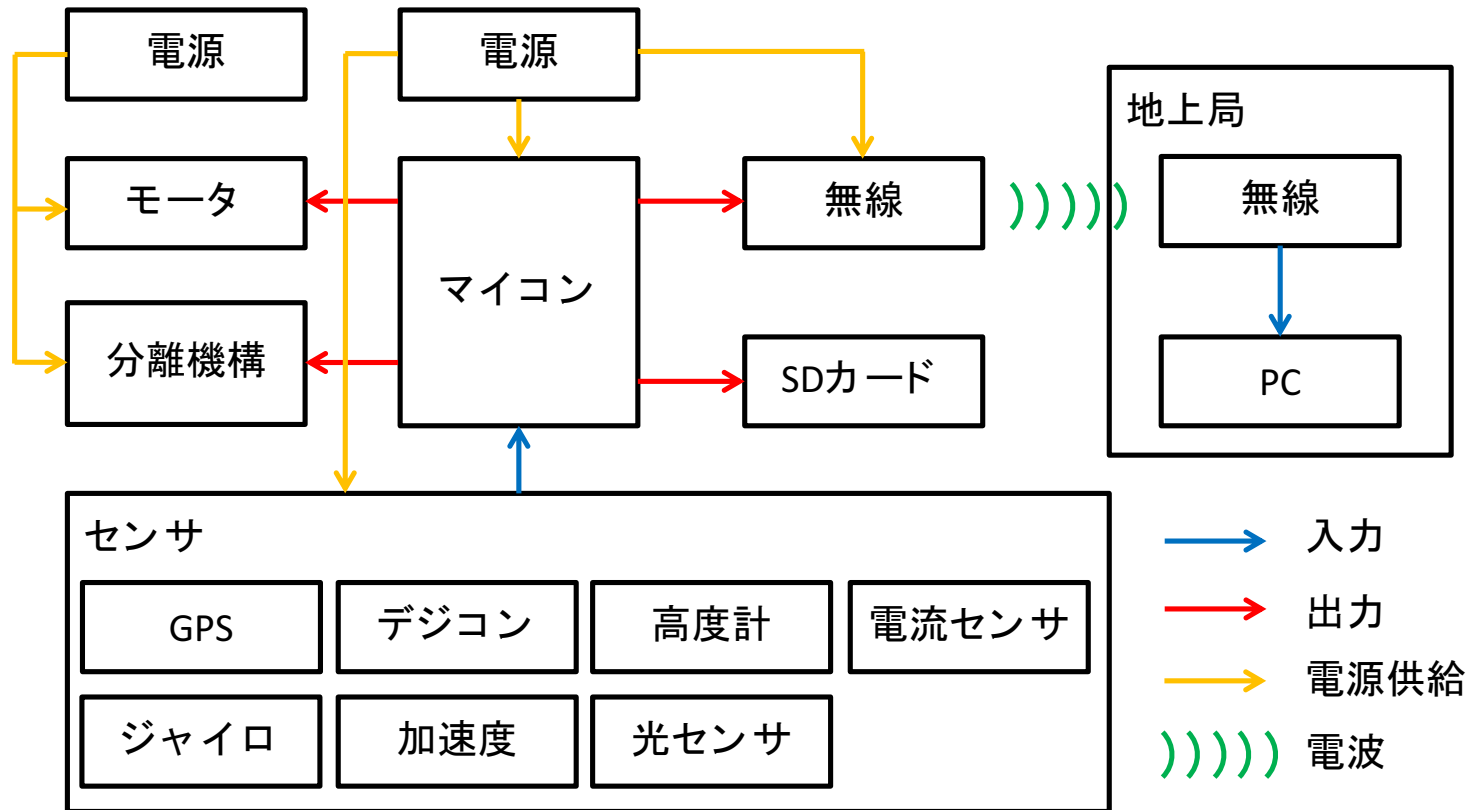 電源
電源
地上局
モータ
マイコン
無線
無線
分離機構
SDカード
PC
センサ
GPS
デジコン
高度計
電流センサ
ジャイロ
加速度
光センサ
入力
出力
電源供給
電波